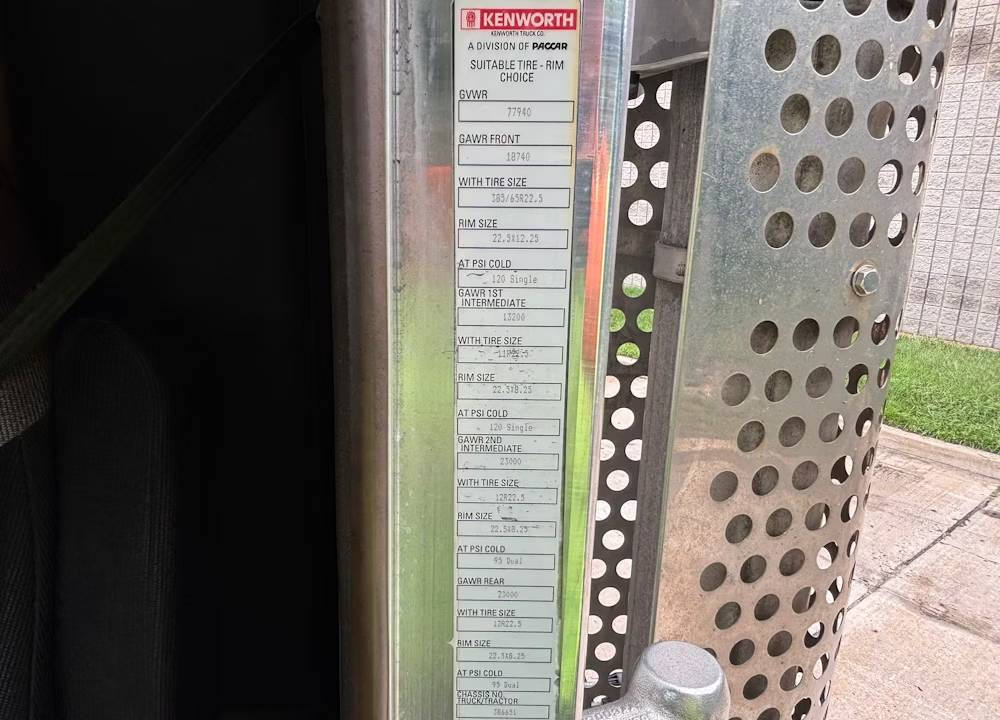 KENWORTH
KENWORTH TRUCK CO.
A DIVISION OF PACCAR
SUITABLE TIRE - RIM
CHOICE
GVWR
77940
GAWR FRONT
18740
WITH TIRE SIZE
385/65R22.5
RIM SIZE
22.5X12.25
AT PSI COLD
120 Single
GAWR 1ST
INTERMEDIATE
13200
WITH TIRE SIZE
11R22.5
RIM SIZE
22.5X8.25
AT PSI COLD
120 Single
GAWR 2ND
INTERMEDIATE
23000
WITH TIRE SIZE
12R22.5
RIM SIZE
22.5X8.25
AT PSI COLD
95 Dual
GAWR REAR
23000
WITH TIRE SIZE
12R22.5
RIM SIZE
22.5X8.25
AT PSI COLD
95 Dual
CHASSIS NO.
TRUCK/TRACTOR